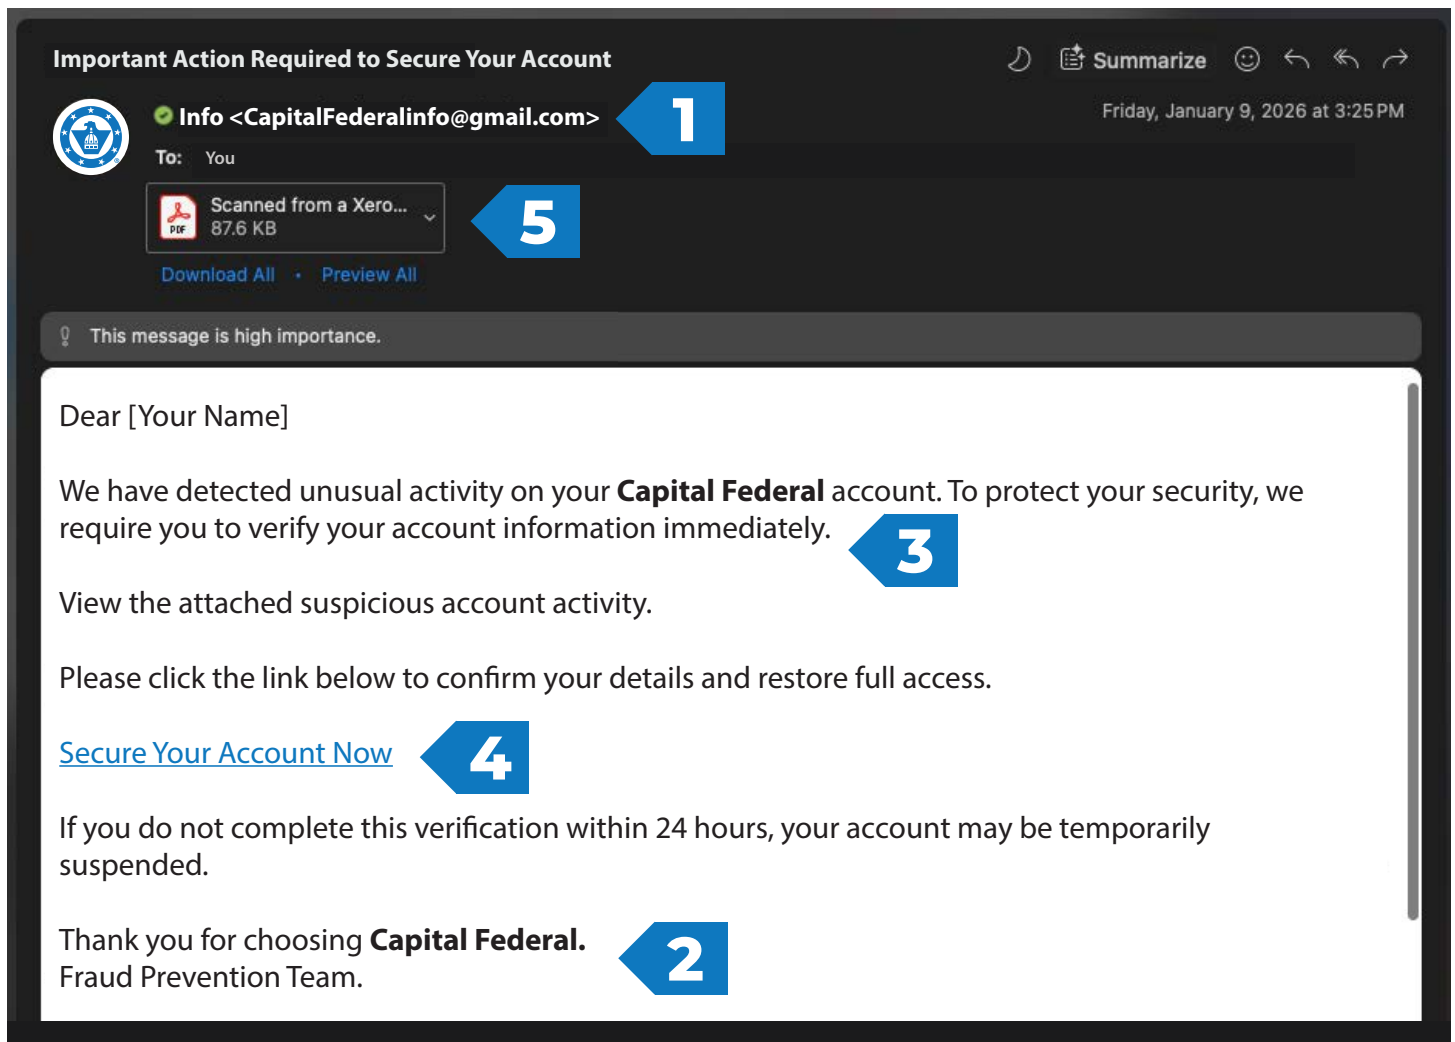 Important Action Required to Secure Your Account
Summarize
Info <CapitalFederalinfo@gmail.com>
1
Friday, January 9, 2026 at 3:25 PM
To: You
PDF
Scanned from a Xero...
87.6 KB
5
Download All • Preview All
This message is high importance.
Dear [Your Name]
We have detected unusual activity on your Capital Federal account. To protect your security, we
require you to verify your account information immediately.
3
View the attached suspicious account activity.
Please click the link below to confirm your details and restore full access.
Secure Your Account Now
4
If you do not complete this verification within 24 hours, your account may be temporarily
suspended.
Thank you for choosing Capital Federal.
2
Fraud Prevention Team.